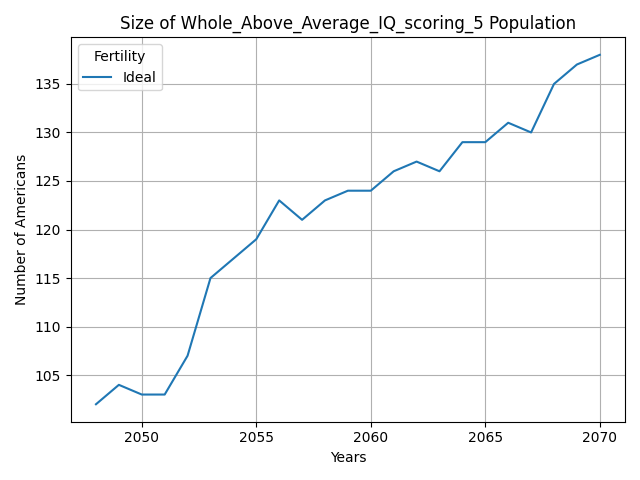 Size of Whole_Above_Average_IQ_scoring_5 Population
Fertility
Ideal
Number of Americans
135
130
125
120
115
110
105
2050 2055 2060 2065 2070
Years